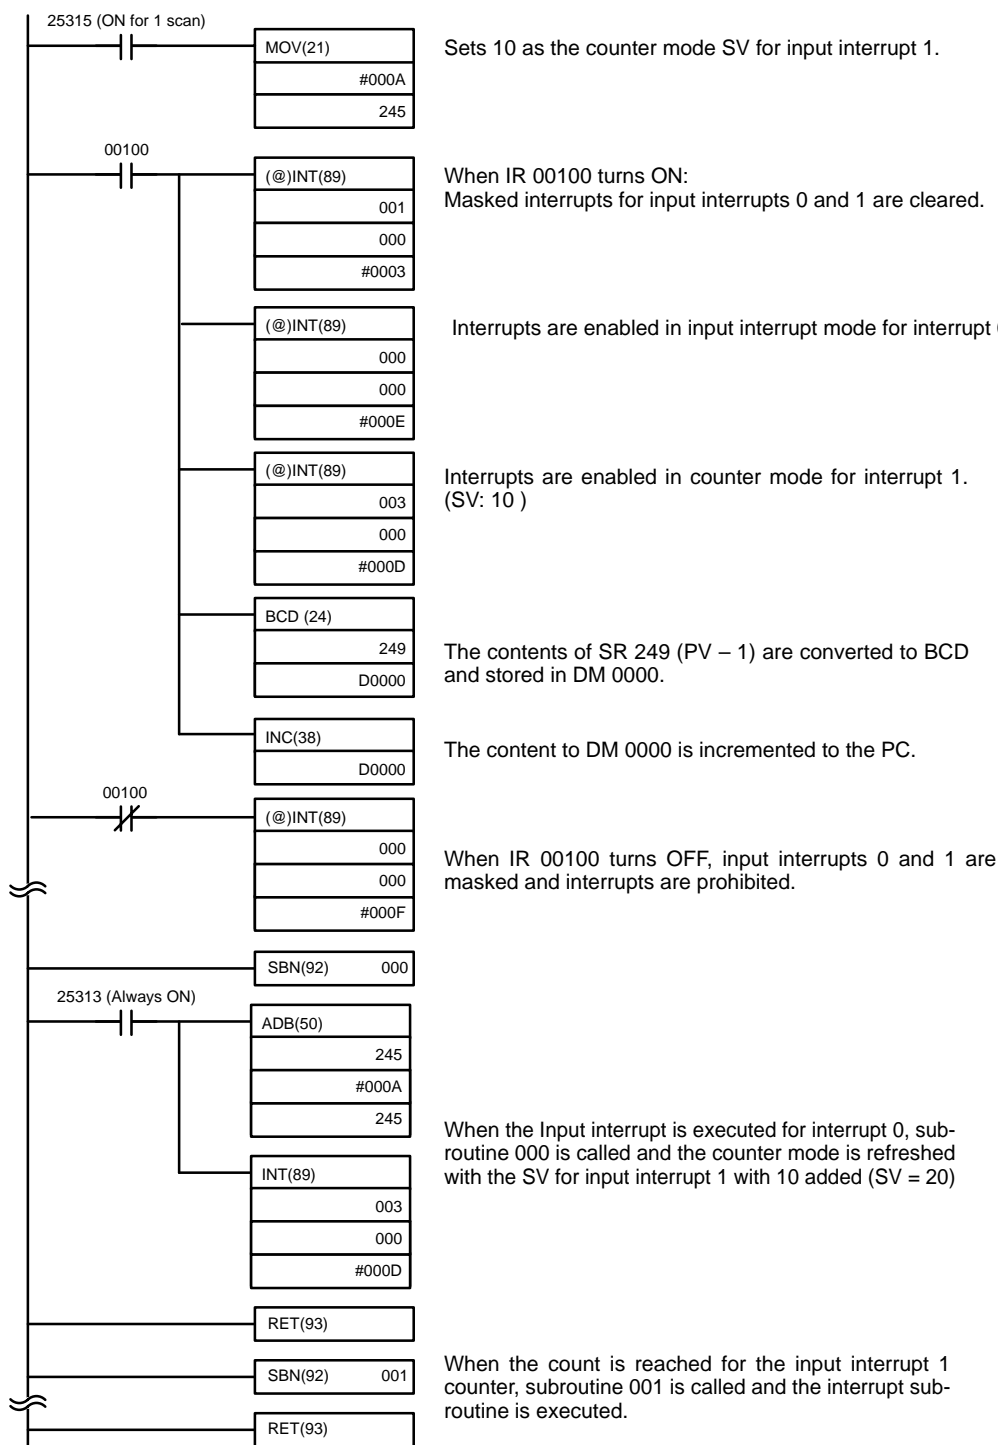 25315 (ON for 1 scan)
MOV(21)
#000A
245
Sets 10 as the counter mode SV for input interrupt 1.
00100
(@)INT(89)
001
000
#0003
When IR 00100 turns ON:
Masked interrupts for input interrupts 0 and 1 are cleared.
(@)INT(89)
000
000
#000E
Interrupts are enabled in input interrupt mode for interrupt
(@)INT(89)
003
000
#000D
Interrupts are enabled in counter mode for interrupt 1.
(SV: 10 )
BCD (24)
249
D0000
The contents of SR 249 (PV – 1) are converted to BCD
and stored in DM 0000.
INC(38)
D0000
The content to DM 0000 is incremented to the PC.
00100
(@)INT(89)
000
000
#000F
When IR 00100 turns OFF, input interrupts 0 and 1 are
masked and interrupts are prohibited.
SBN(92) 000
25313 (Always ON)
ADB(50)
245
#000A
245
INT(89)
003
000
#000D
When the Input interrupt is executed for interrupt 0, sub-
routine 000 is called and the counter mode is refreshed
with the SV for input interrupt 1 with 10 added (SV = 20)
RET(93)
SBN(92) 001
When the count is reached for the input interrupt 1
counter, subroutine 001 is called and the interrupt sub-
routine is executed.
RET(93)